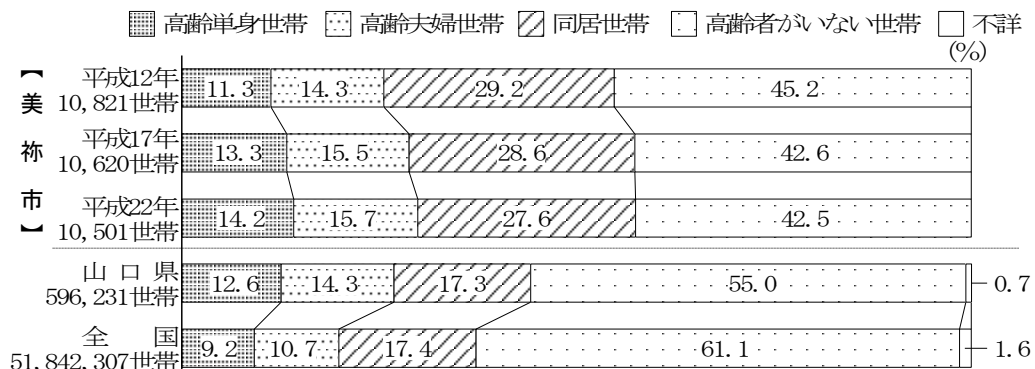 高齢単身世帯 高齢夫婦世帯 同居世帯 高齢者がいない世帯 不詳
(%)
【美祢市】
平成12年
10,821世帯
11.3 14.3 29.2 45.2
平成17年
10,620世帯
13.3 15.5 28.6 42.6
平成22年
10,501世帯
14.2 15.7 27.6 42.5
山口県
596,231世帯
12.6 14.3 17.3 55.0 0.7
全国
51,842,307世帯
9.2 10.7 17.4 61.1 1.6